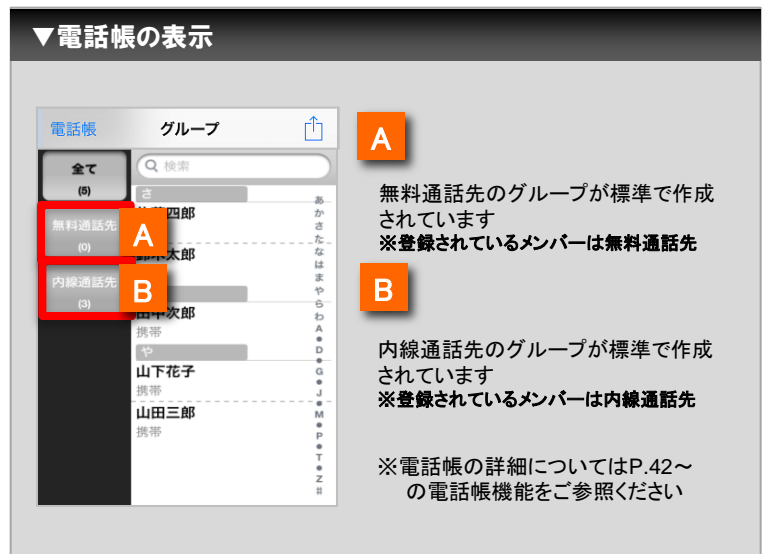 ▼電話帳の表示
電話帳
グループ
全て
(5)
検索
さ
四郎
無料通話先
(0)
A
太郎
内線通話先
(3)
B
田中次郎
携帯
や
山下花子
携帯
山田三郎
携帯
あ
か
さ
た
な
は
ま
や
ら
わ
A
●
D
●
G
●
J
●
M
●
P
●
T
●
Z
#
A
無料通話先のグループが標準で作成
されています
※登録されているメンバーは無料通話先
B
内線通話先のグループが標準で作成
されています
※登録されているメンバーは内線通話先
※電話帳の詳細についてはP.42～
の電話帳機能をご参照ください